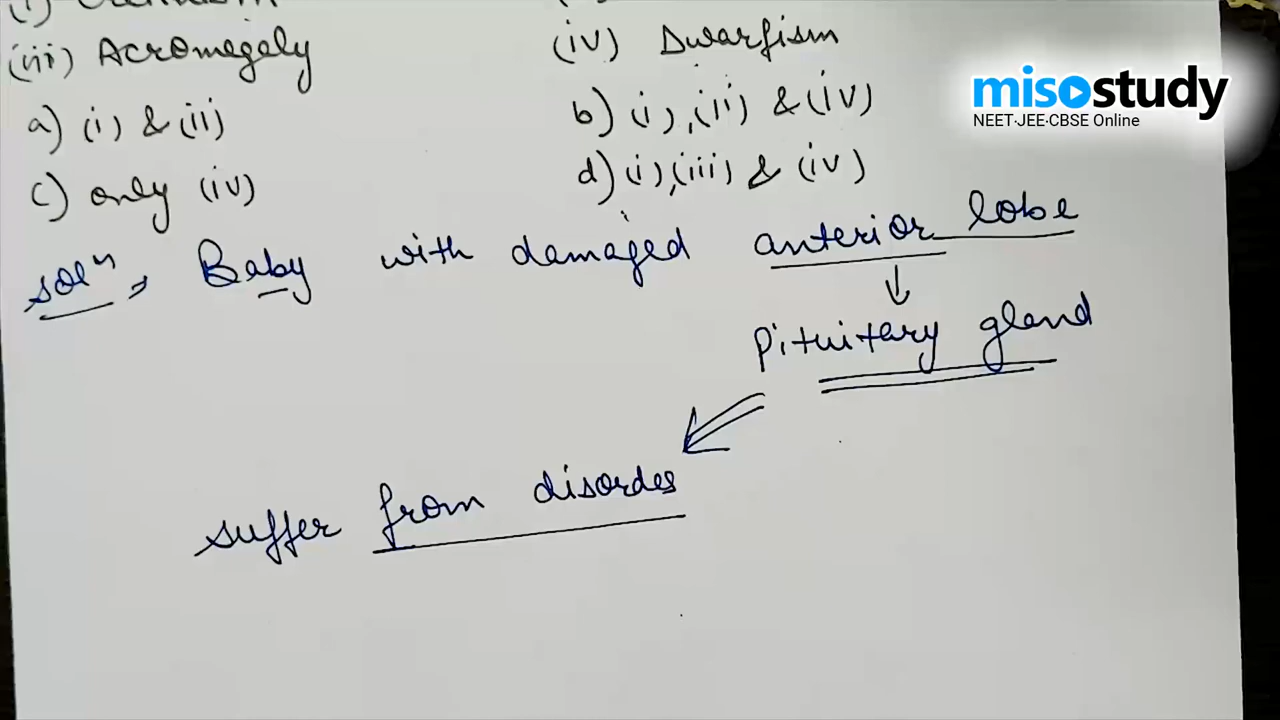 (iii) Acromegaly (iv) Dwarfism
a) (i) & (ii) b) (i), (ii) & (iv)
c) only (iv) d) (i), (iii) & (iv)
solⁿ → Baby with damaged anterior lobe
↓
Pituitary gland
suffer from disordes
misostudy
NEET·JEE·CBSE Online